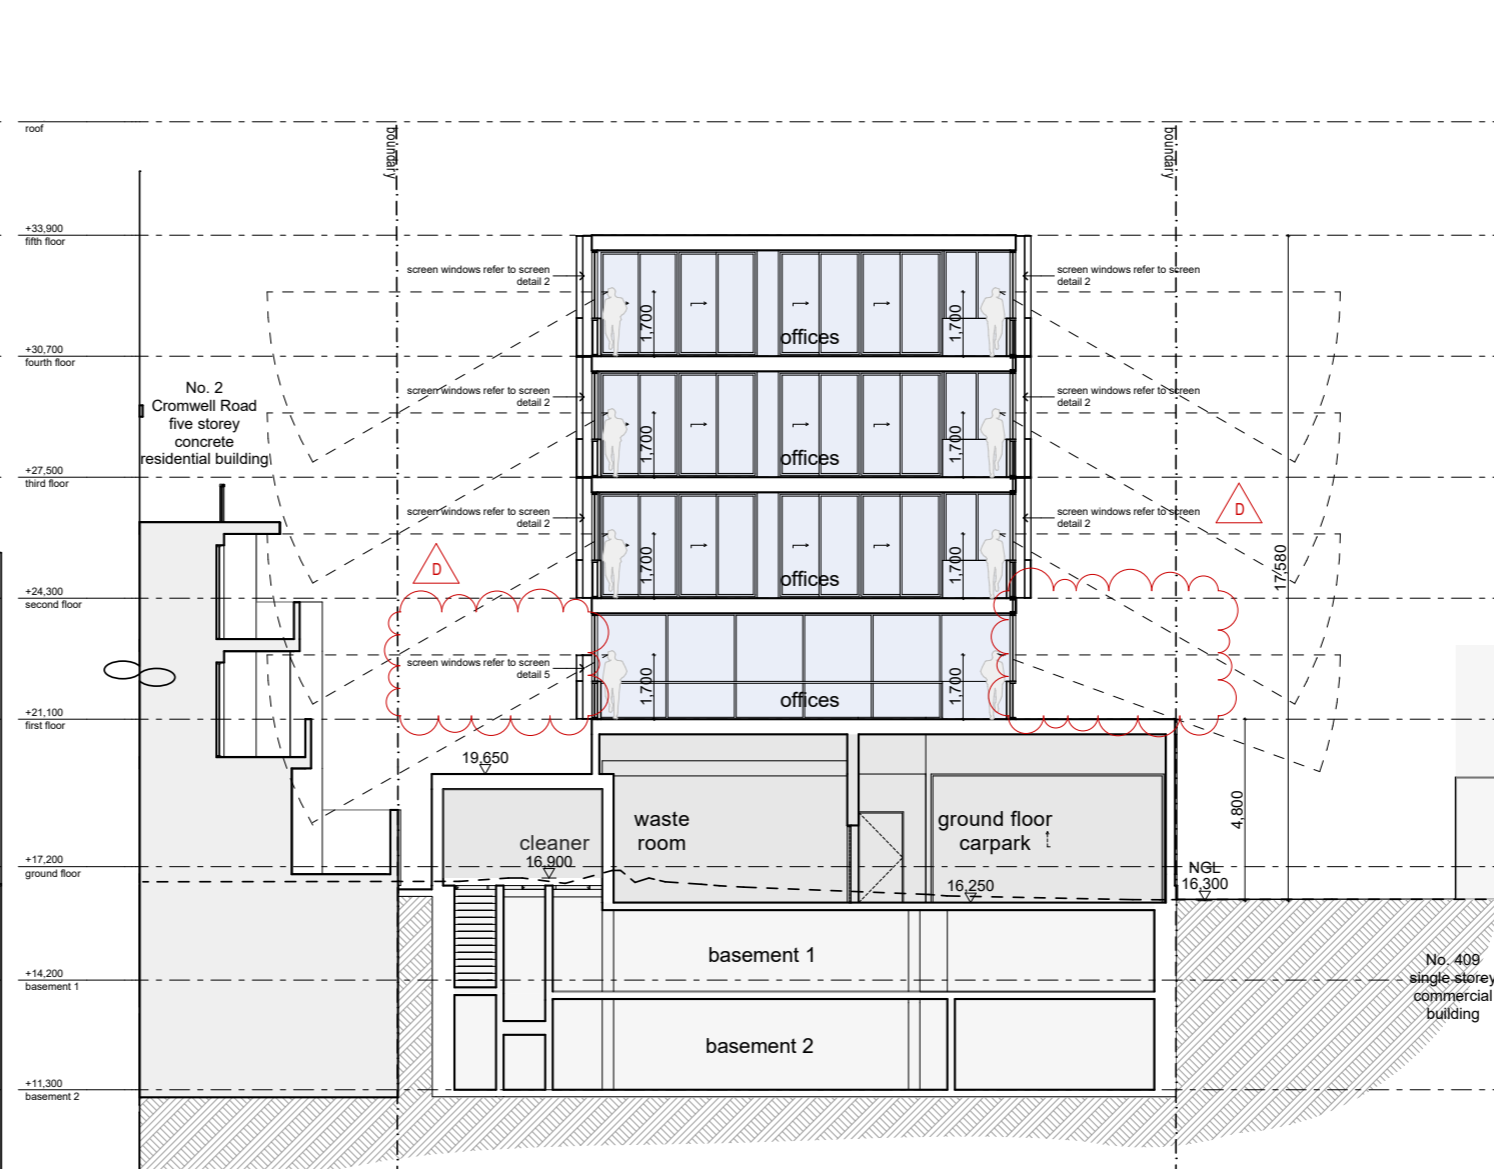 roof
boundary
boundary
+33,900
fifth floor
screen windows refer to screen
detail 2
screen windows refer to screen
detail 2
1,700
offices
1,700
+30,700
fourth floor
No. 2
Cromwell Road
five storey
concrete
residential building
screen windows refer to screen
detail 2
screen windows refer to screen
detail 2
1,700
offices
1,700
+27,500
third floor
screen windows refer to screen
detail 2
screen windows refer to screen
detail 2
D
D
1,700
offices
1,700
17,580
+24,300
second floor
screen windows refer to screen
detail 5
1,700
offices
1,700
+21,100
first floor
19,650
4,800
waste
room
ground floor
carpark
cleaner
16,900
+17,200
ground floor
16,250
NGL
16,300
basement 1
+14,200
basement 1
No. 409
single storey
commercial
building
basement 2
+11,300
basement 2